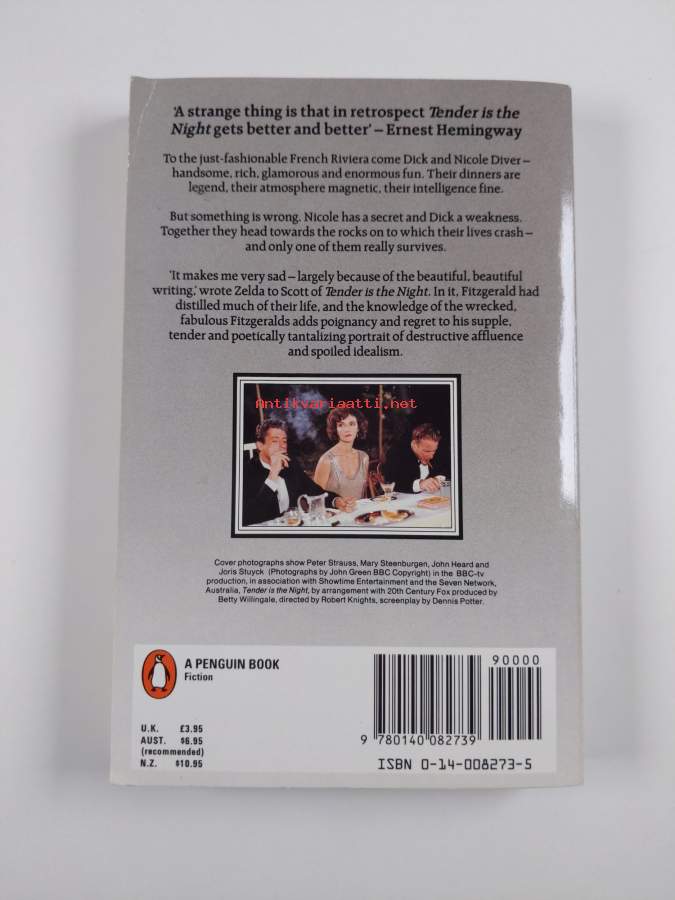 ‘A strange thing is that in retrospect Tender is the
Night gets better and better’ – Ernest Hemingway
To the just-fashionable French Riviera come Dick and Nicole Diver –
handsome, rich, glamorous and enormous fun. Their dinners are
legend, their atmosphere magnetic, their intelligence fine.
But something is wrong. Nicole has a secret and Dick a weakness.
Together they head towards the rocks on to which their lives crash –
and only one of them really survives.
‘It makes me very sad – largely because of the beautiful, beautiful
writing,’ wrote Zelda to Scott of Tender is the Night. In it, Fitzgerald had
distilled much of their life, and the knowledge of the wrecked,
fabulous Fitzgeralds adds poignancy and regret to his supple,
tender and poetically tantalizing portrait of destructive affluence
and spoiled idealism.
Antikvariaatti.net
Cover photographs show Peter Strauss, Mary Steenburgen, John Heard and
Joris Stuyck (Photographs by John Green BBC Copyright) in the BBC-tv
production, in association with Showtime Entertainment and the Seven Network,
Australia, Tender is the Night, by arrangement with 20th Century Fox produced by
Betty Willingale, directed by Robert Knights, screenplay by Dennis Potter.
A PENGUIN BOOK
Fiction
U.K. £3.95
AUST. $6.95
(recommended)
N.Z. $10.95
90000
9 780140 082739
ISBN 0-14-008273-5